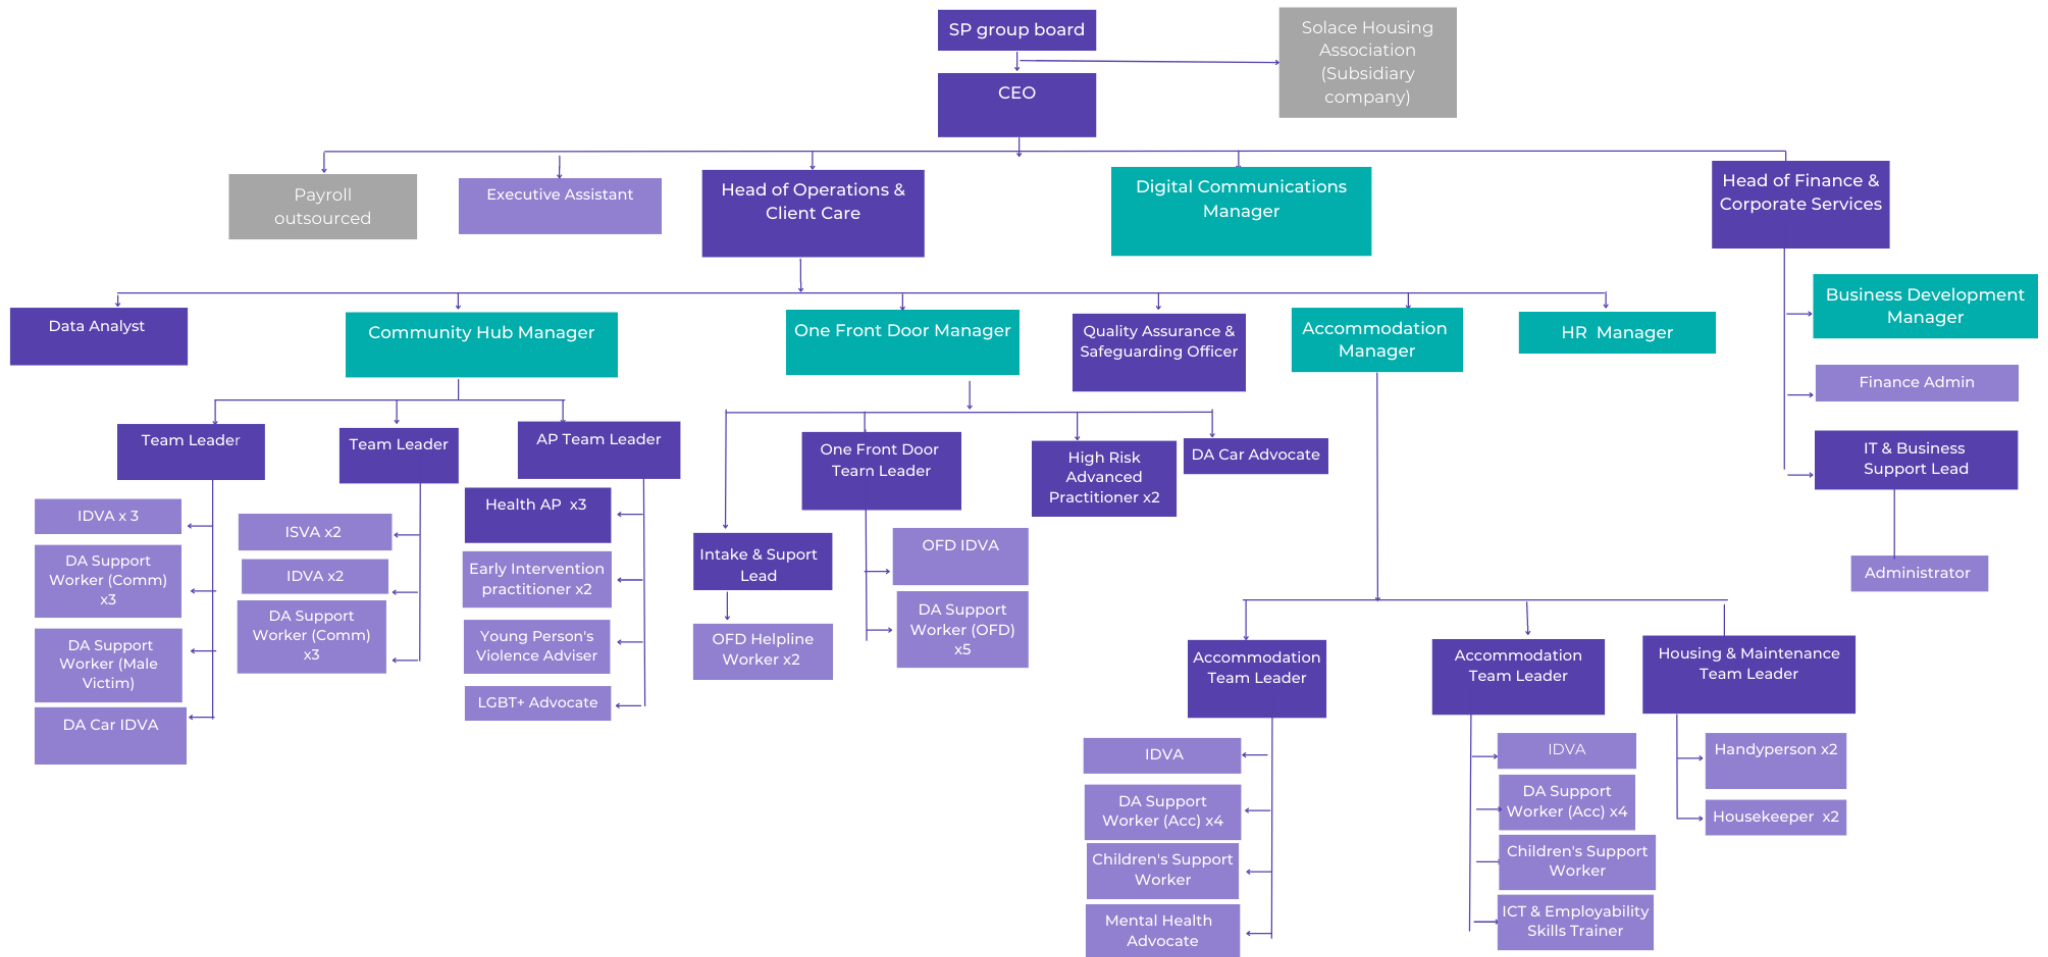 SP group board
Solace Housing
Association
(Subsidiary
company)
CEO
Payroll
outsourced
Executive Assistant
Head of Operations &
Client Care
Digital Communications
Manager
Head of Finance &
Corporate Services
Data Analyst
Community Hub Manager
One Front Door Manager
Quality Assurance &
Safeguarding Officer
Accommodation
Manager
HR  Manager
Business Development
Manager
Finance Admin
IT & Business
Support Lead
Administrator
Team Leader
Team Leader
AP Team Leader
IDVA x 3
DA Support
Worker (Comm)
x3
DA Support
Worker (Male
Victim)
DA Car IDVA
ISVA x2
IDVA x2
DA Support
Worker (Comm)
x3
Health AP  x3
Early Intervention
practitioner x2
Young Person's
Violence Adviser
LGBT+ Advocate
One Front Door
Team Leader
High Risk
Advanced
Practitioner x2
DA Car Advocate
Intake & Suport
Lead
OFD Helpline
Worker x2
OFD IDVA
DA Support
Worker (OFD)
x5
Accommodation
Team Leader
Accommodation
Team Leader
Housing & Maintenance
Team Leader
IDVA
DA Support
Worker (Acc) x4
Children's Support
Worker
Mental Health
Advocate
IDVA
DA Support
Worker (Acc) x4
Children's Support
Worker
ICT & Employability
Skills Trainer
Handyperson x2
Housekeeper  x2